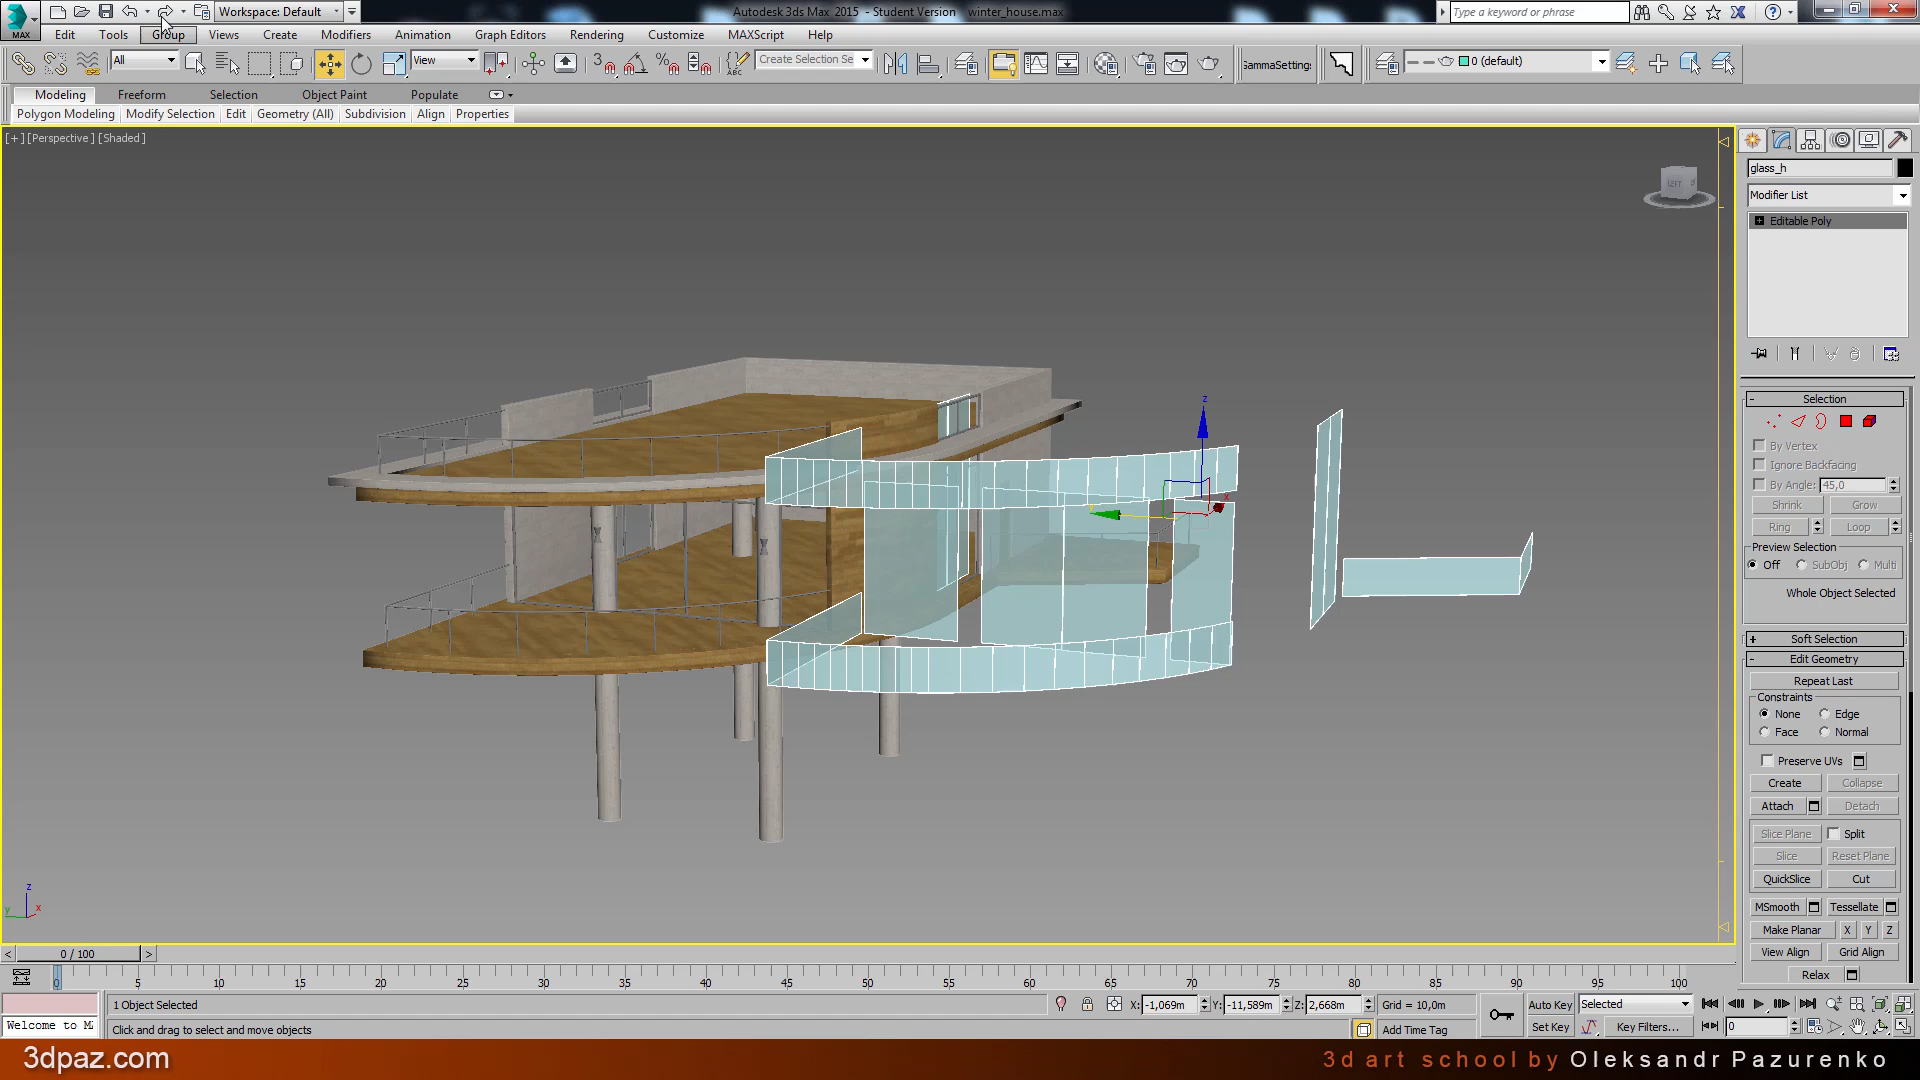 MAX
Workspace: Default
Autodesk 3ds Max 2015 - Student Version winter_house.max
Type a keyword or phrase
Edit Tools Group Views Create Modifiers Animation Graph Editors Rendering Customize MAXScript Help
All
View
ABC
Create Selection Se
GammaSetting:
0 (default)
Modeling Freeform Selection Object Paint Populate
Polygon Modeling Modify Selection Edit Geometry (All) Subdivision Align Properties
[+] [Perspective] [Shaded]
LEFT
glass_h
Modifier List
Editable Poly
- Selection
By Vertex
Ignore Backfacing
By Angle: 45,0
Shrink Grow
Ring Loop
Preview Selection
Off SubObj Multi
Whole Object Selected
+ Soft Selection
- Edit Geometry
Repeat Last
Constraints
None Edge
Face Normal
Preserve UVs
Create Collapse
Attach Detach
Slice Plane Split
Slice Reset Plane
QuickSlice Cut
MSmooth Tessellate
Make Planar X Y Z
View Align Grid Align
Relax
z
x
y
z
y
x
< 0 / 100 >
0 5 10 15 20 25 30 35 40 45 50 55 60 65 70 75 80 85 90 95 100
1 Object Selected
X: -1,069m Y: -11,589m Z: 2,668m Grid = 10,0m
Auto Key Selected
Welcome to MA
Click and drag to select and move objects
Add Time Tag
Set Key Key Filters...
0
3dpaz.com
3d art school by Oleksandr Pazurenko